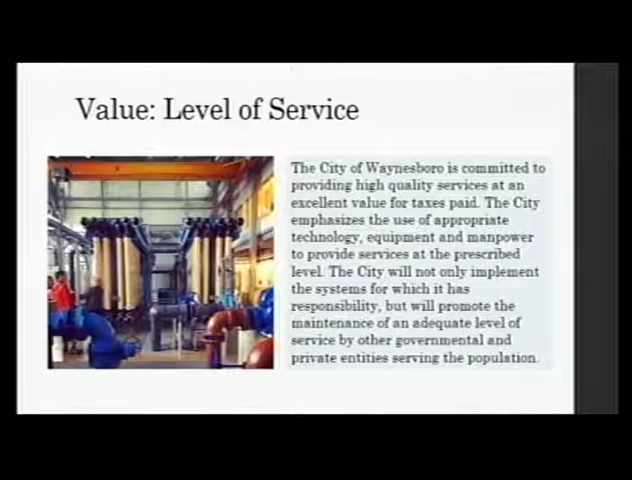 Value: Level of Service
The City of Waynesboro is committed to
providing high quality services at an
excellent value for taxes paid. The City
emphasizes the use of appropriate
technology, equipment and manpower
to provide services at the prescribed
level. The City will not only implement
the systems for which it has
responsibility, but will promote the
maintenance of an adequate level of
service by other governmental and
private entities serving the population.